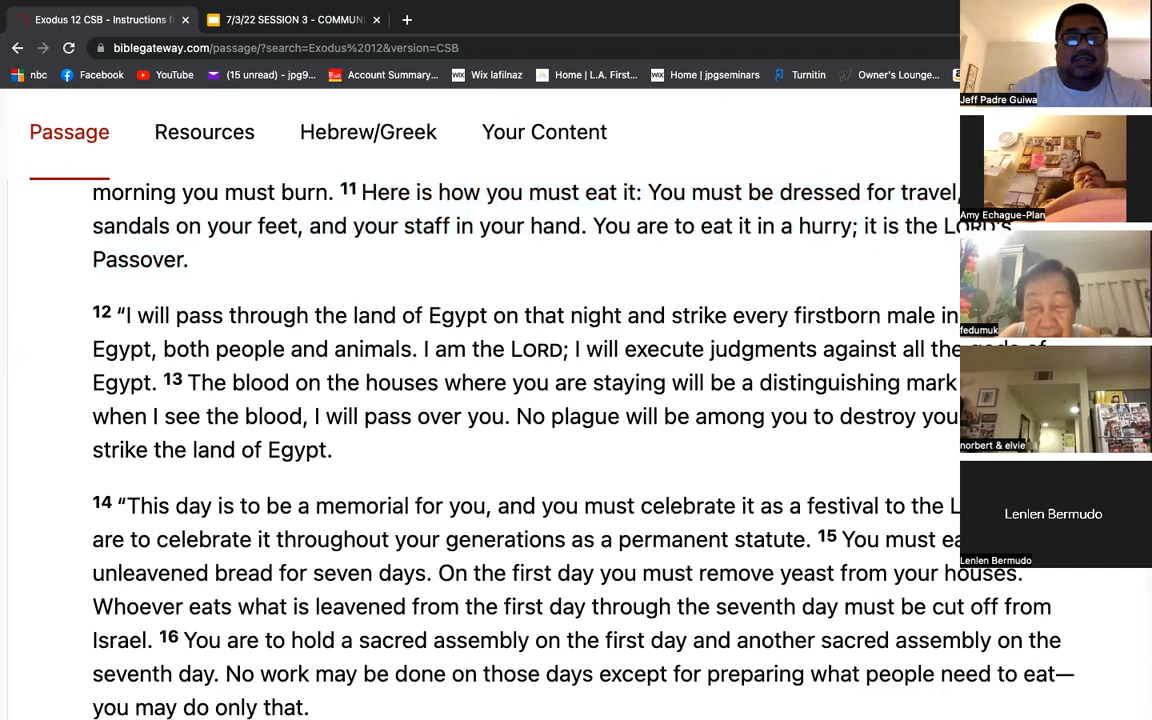 Exodus 12 CSB - Instructions f
7/3/22 SESSION 3 - COMMUN
biblegateway.com/passage/?search=Exodus%2012&version=CSB
nbc Facebook YouTube (15 unread) - jpg9... Account Summary... Wix lafilnaz Home | L.A. First... Home | jpgseminars Turnitin Owner's Lounge...
Passage Resources Hebrew/Greek Your Content
morning you must burn. 11 Here is how you must eat it: You must be dressed for travel,
sandals on your feet, and your staff in your hand. You are to eat it in a hurry; it is the LORD's
Passover.
12 “I will pass through the land of Egypt on that night and strike every firstborn male in
Egypt, both people and animals. I am the LORD; I will execute judgments against all the gods of
Egypt. 13 The blood on the houses where you are staying will be a distinguishing mark
when I see the blood, I will pass over you. No plague will be among you to destroy you
strike the land of Egypt.
14 “This day is to be a memorial for you, and you must celebrate it as a festival to the L
are to celebrate it throughout your generations as a permanent statute. 15 You must ea
unleavened bread for seven days. On the first day you must remove yeast from your houses.
Whoever eats what is leavened from the first day through the seventh day must be cut off from
Israel. 16 You are to hold a sacred assembly on the first day and another sacred assembly on the
seventh day. No work may be done on those days except for preparing what people need to eat—
you may do only that.
Jeff Padre Guiwa
Amy Echague-Plan
fedumuk
norbert & elvie
Lenlen Bermudo
Lenlen Bermudo